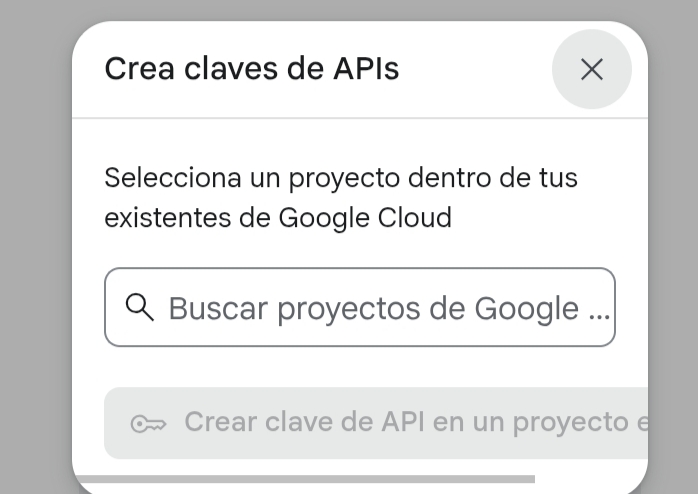 Crea claves de APIs
Selecciona un proyecto dentro de tus
existentes de Google Cloud
Buscar proyectos de Google ...
Crear clave de API en un proyecto e